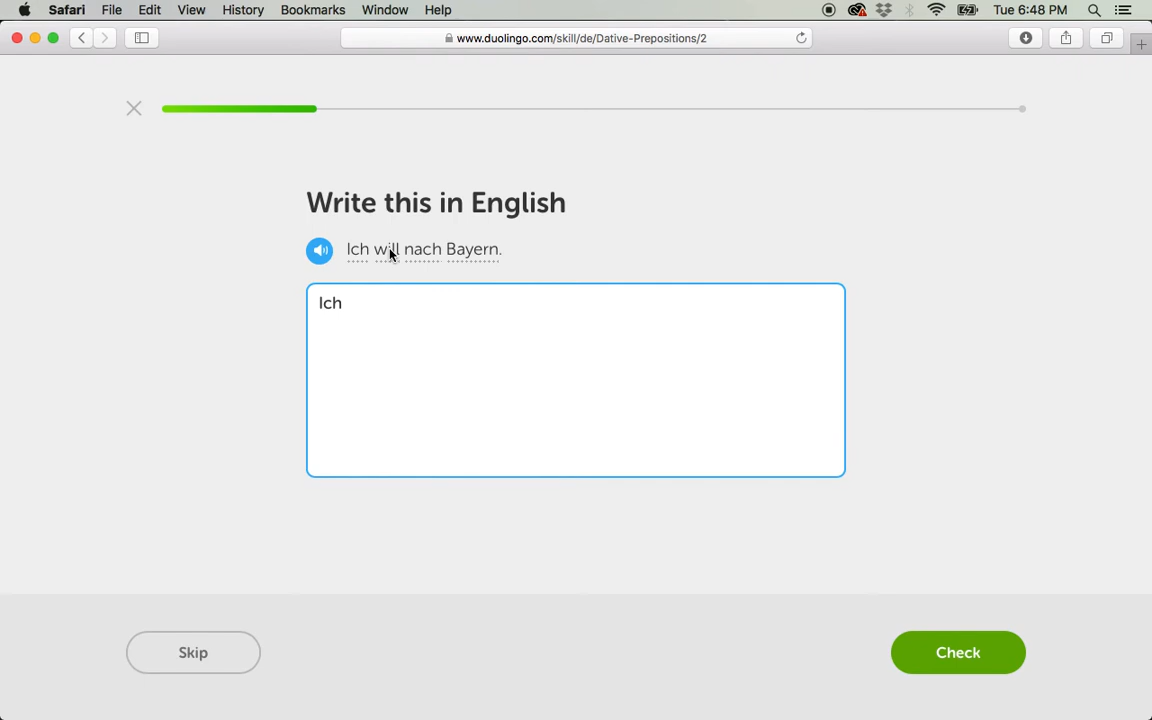 Safari File Edit View History Bookmarks Window Help Tue 6:48 PM
www.duolingo.com/skill/de/Dative-Prepositions/2
Write this in English
Ich will nach Bayern.
Ich
Skip Check